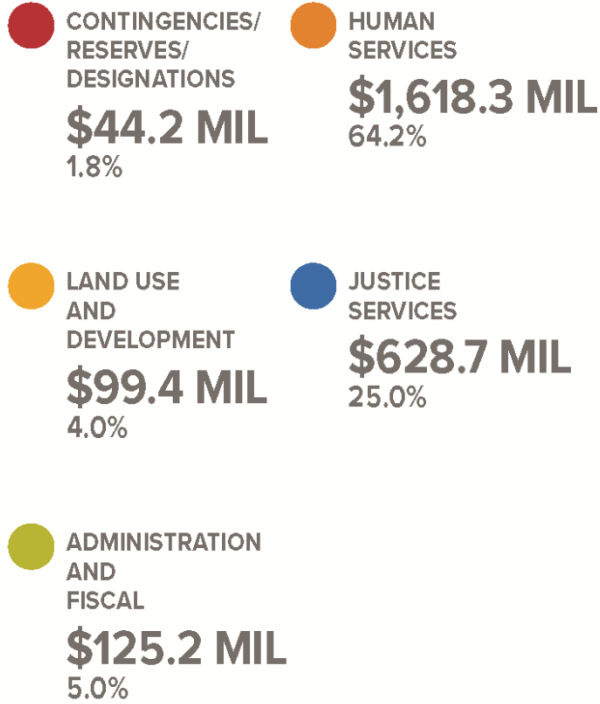 CONTINGENCIES/
RESERVES/
DESIGNATIONS
$44.2 MIL
1.8%
HUMAN
SERVICES
$1,618.3 MIL
64.2%
LAND USE
AND
DEVELOPMENT
$99.4 MIL
4.0%
JUSTICE
SERVICES
$628.7 MIL
25.0%
ADMINISTRATION
AND
FISCAL
$125.2 MIL
5.0%